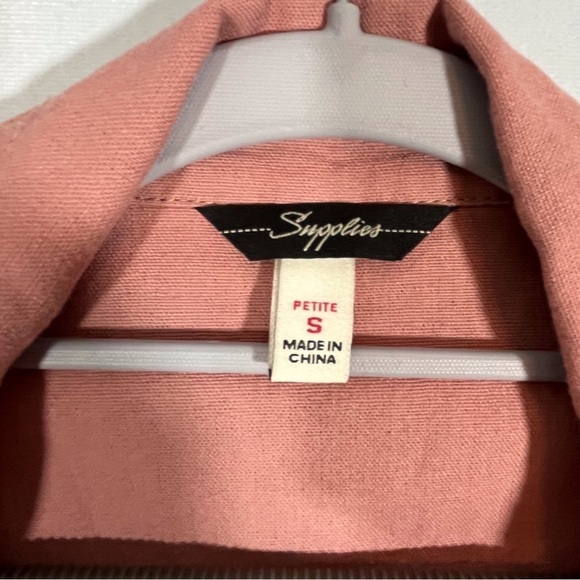 Supplies
PETITE
S
MADE IN
CHINA